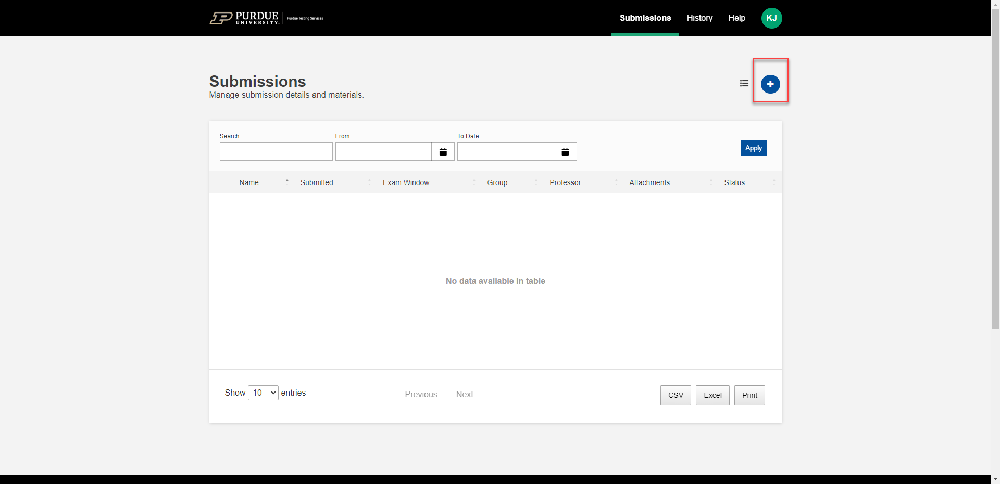 PURDUE
UNIVERSITY
Purdue Testing Services
Submissions
History
Help
KJ
Submissions
Manage submission details and materials.
Search
From
To Date
Apply
Name
Submitted
Exam Window
Group
Professor
Attachments
Status
No data available in table
Show 10 entries
Previous
Next
CSV
Excel
Print